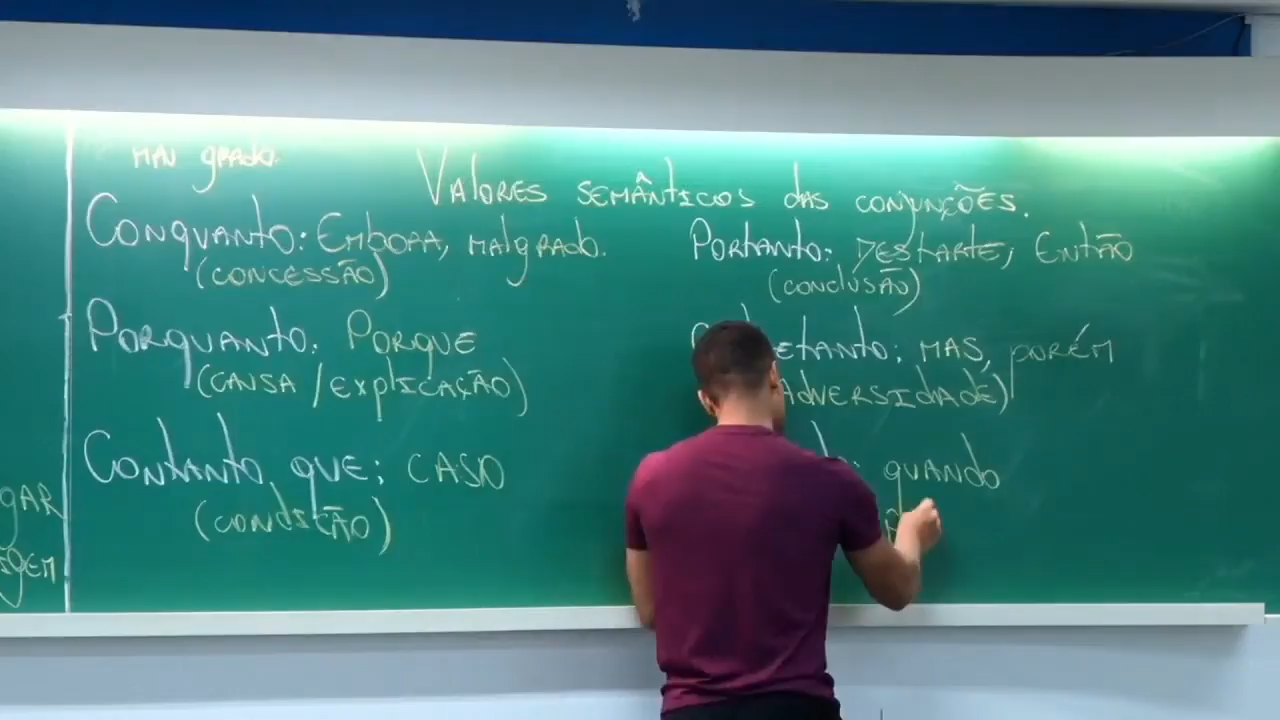 mau grado.
Valores semânticos das conjunções.
Conquanto: Embora, malgrado.
(concessão)
Porquanto: Porque
(causa / explicação)
Contanto que: caso
(condição)
Portanto: Destarte, Então
(conclusão)
etanto: mas, porém
adversidade)
quando
gar
igem